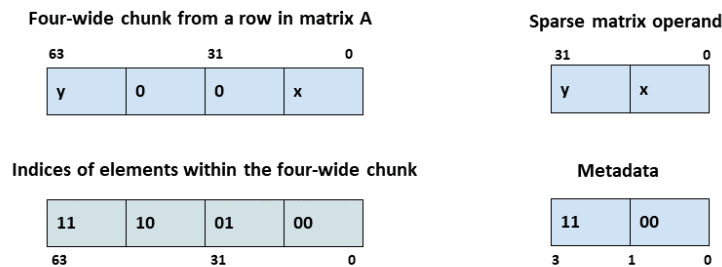 Four-wide chunk from a row in matrix A
63 31 0
y 0 0 x
Sparse matrix operand
31 0
y x
Indices of elements within the four-wide chunk
11 10 01 00
63 31 0
Metadata
11 00
3 1 0